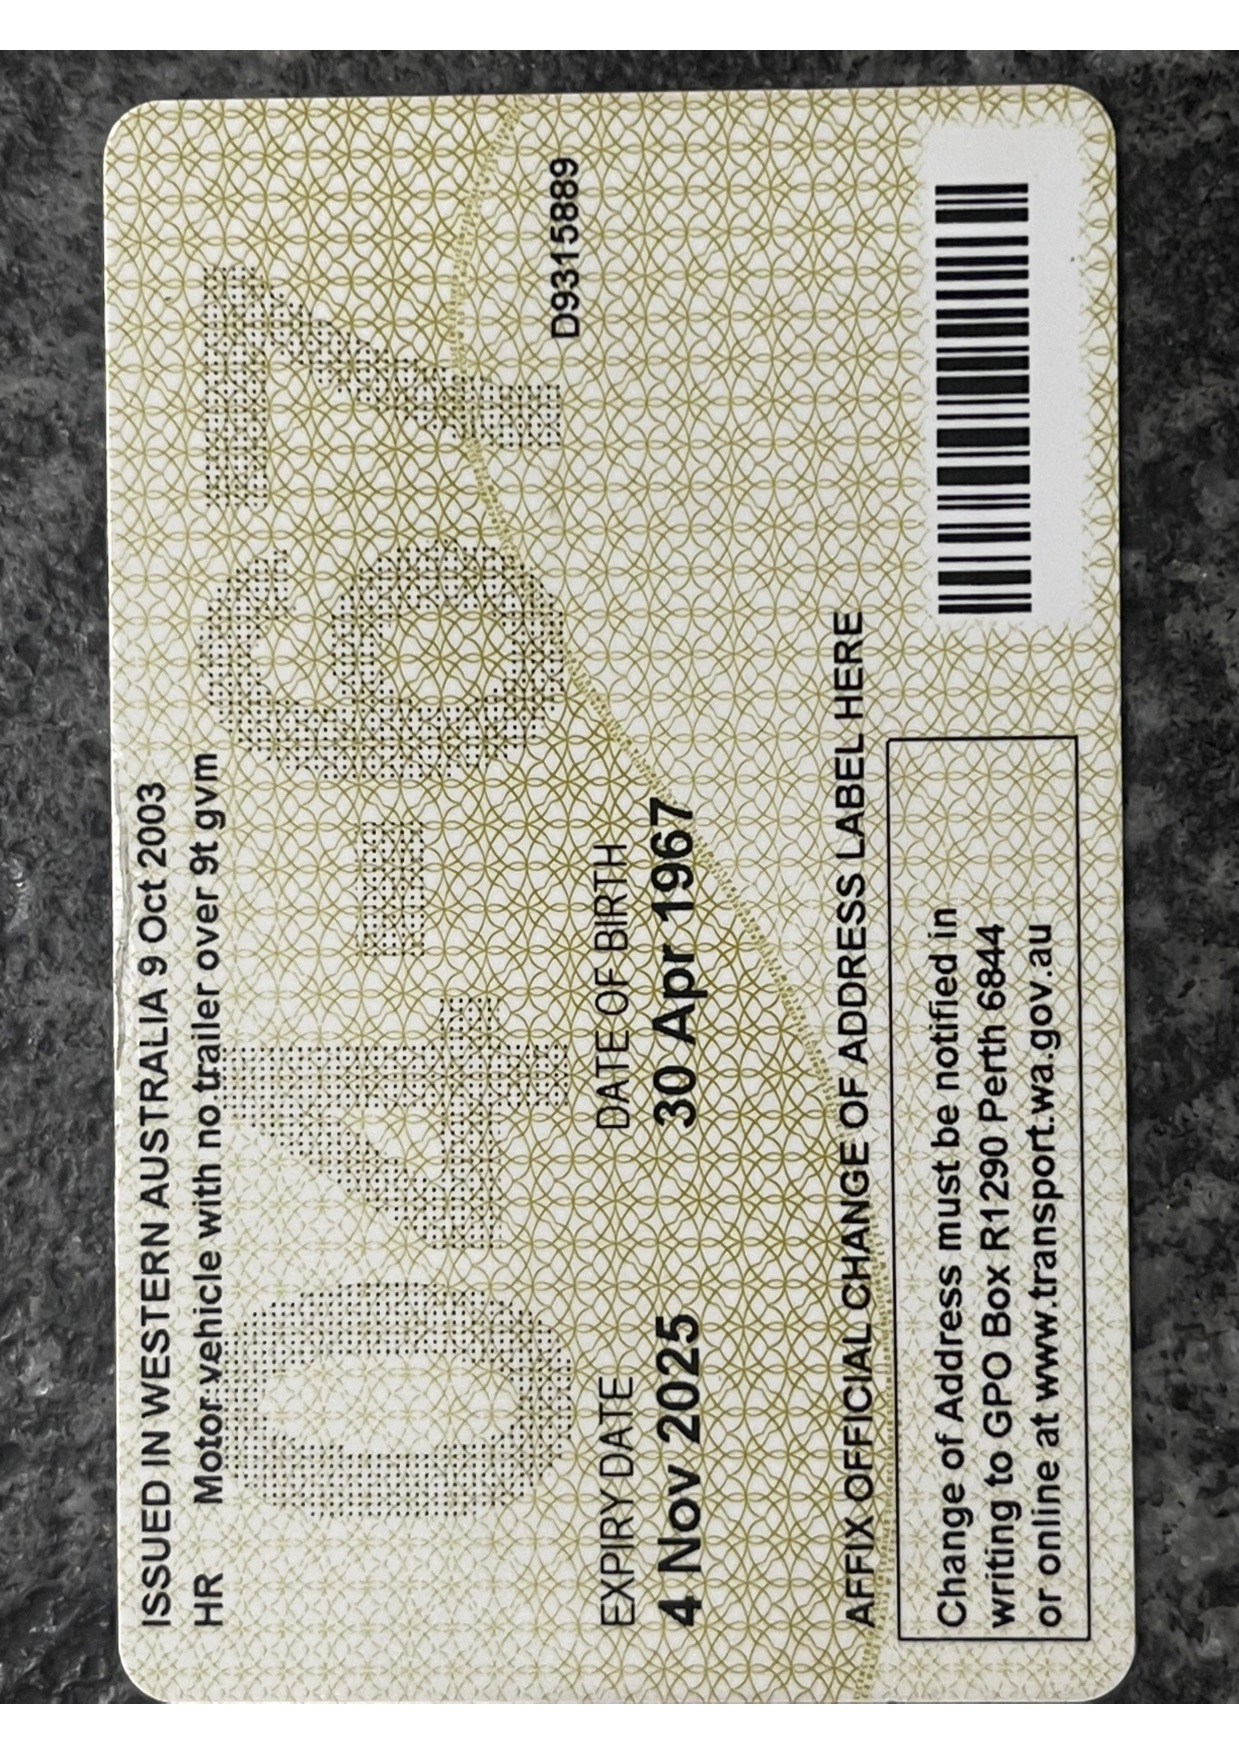 ISSUED IN WESTERN AUSTRALIA 9 Oct 2003
HR Motor vehicle with no trailer over 9t gvm
04-67
D9315889
EXPIRY DATE DATE OF BIRTH
4 Nov 2025 30 Apr 1967
AFFIX OFFICIAL CHANGE OF ADDRESS LABEL HERE
Change of Address must be notified in
writing to GPO Box R1290 Perth 6844
or online at www.transport.wa.gov.au